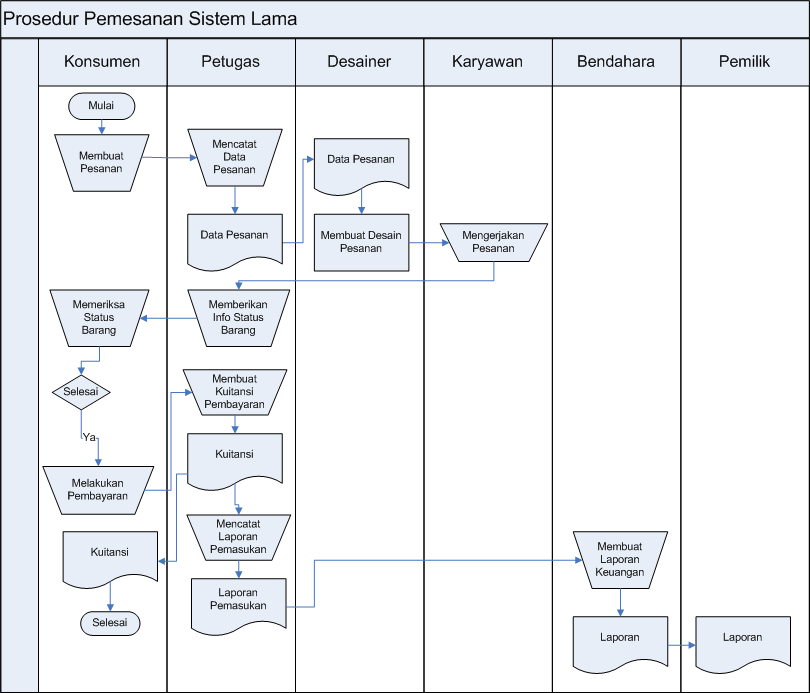 Prosedur Pemesanan Sistem Lama
Konsumen
Petugas
Desainer
Karyawan
Bendahara
Pemilik
Mulai
Membuat
Pesanan
Mencatat
Data
Pesanan
Data Pesanan
Data Pesanan
Membuat Desain
Pesanan
Mengerjakan
Pesanan
Memeriksa
Status
Barang
Memberikan
Info Status
Barang
Selesai
Ya
Membuat
Kuitansi
Pembayaran
Kuitansi
Melakukan
Pembayaran
Mencatat
Laporan
Pemasukan
Kuitansi
Laporan
Pemasukan
Selesai
Membuat
Laporan
Keuangan
Laporan
Laporan